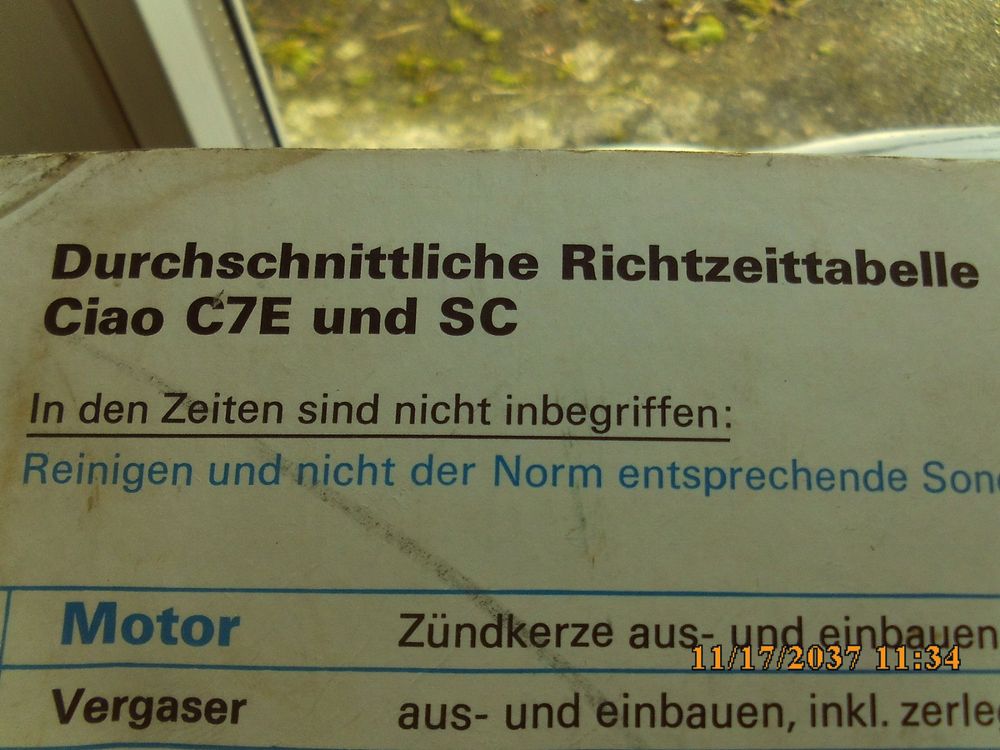 Durchschnittliche Richtzeittabelle
Ciao C7E und SC
In den Zeiten sind nicht inbegriffen:
Reinigen und nicht der Norm entsprechende
Motor Zündkerze aus- und einbauen
11/17/2037 11:34
Vergaser aus- und einbauen, inkl.